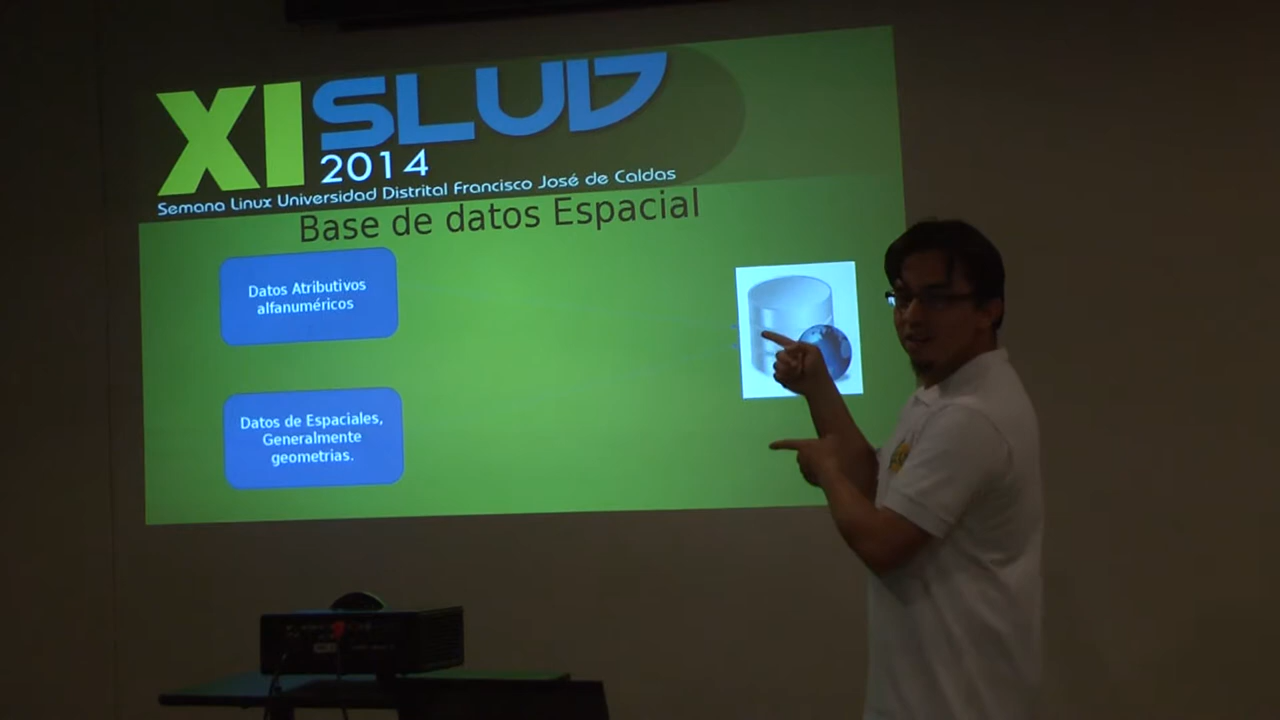 XI SLUD
2014
Semana Linux Universidad Distrital Francisco José de Caldas
Base de datos Espacial
Datos Atributivos
alfanuméricos
Datos de Espaciales,
Generalmente
geometrias.